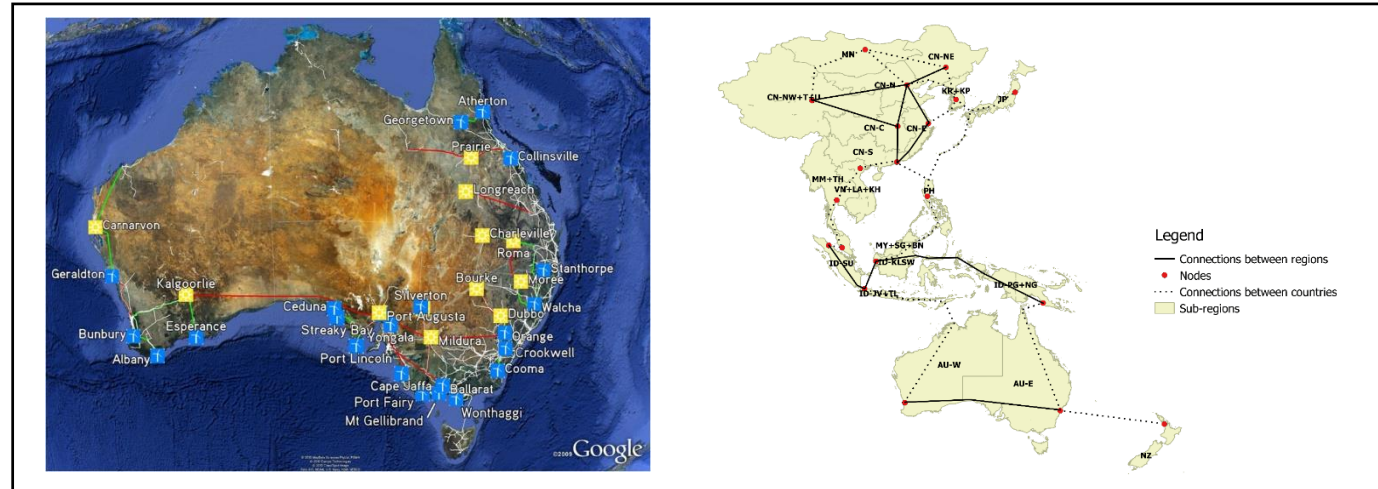 Atherton
Georgetown
Prairie
Collinsville
Longreach
Carnarvon
Charleville
Roma
Geraldton
Stanthorpe
Kalgoorlie
Bourke
Moree
Silverton
Ceduna
Walcha
Port Augusta
Dubbo
Streaky Bay
Bunbury
Esperance
Yongala
Orange
Mildura
Albany
Port Lincoln
Crookwell
Cooma
Cape Jaffa
Ballarat
Port Fairy
Wonthaggi
Mt Gellibrand
©2009 Google
MN
CN-NE
CN-N
KR+KP
JP
CN-NW+T+U
CN-C
CN-E
CN-S
MM+TH
VN+LA+KH
PH
MY+SG+BN
ID-SU
ID-KLSW
ID-PG+NG
ID-JV+TL
AU-W
AU-E
NZ
Legend
Connections between regions
Nodes
Connections between countries
Sub-regions